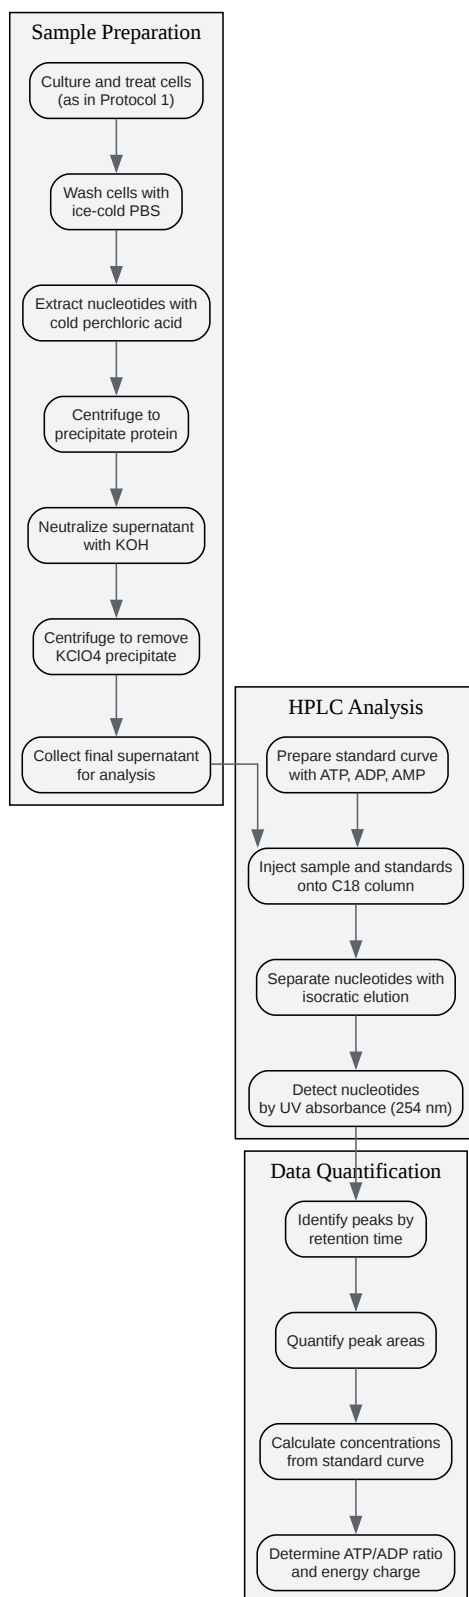 Sample Preparation
Culture and treat cells
(as in Protocol 1)
Wash cells with
ice-cold PBS
Extract nucleotides with
cold perchloric acid
Centrifuge to
precipitate protein
Neutralize supernatant
with KOH
Centrifuge to remove
KClO4 precipitate
Collect final supernatant
for analysis
HPLC Analysis
Prepare standard curve
with ATP, ADP, AMP
Inject sample and standards
onto C18 column
Separate nucleotides with
isocratic elution
Detect nucleotides
by UV absorbance (254 nm)
Data Quantification
Identify peaks by
retention time
Quantify peak areas
Calculate concentrations
from standard curve
Determine ATP/ADP ratio
and energy charge